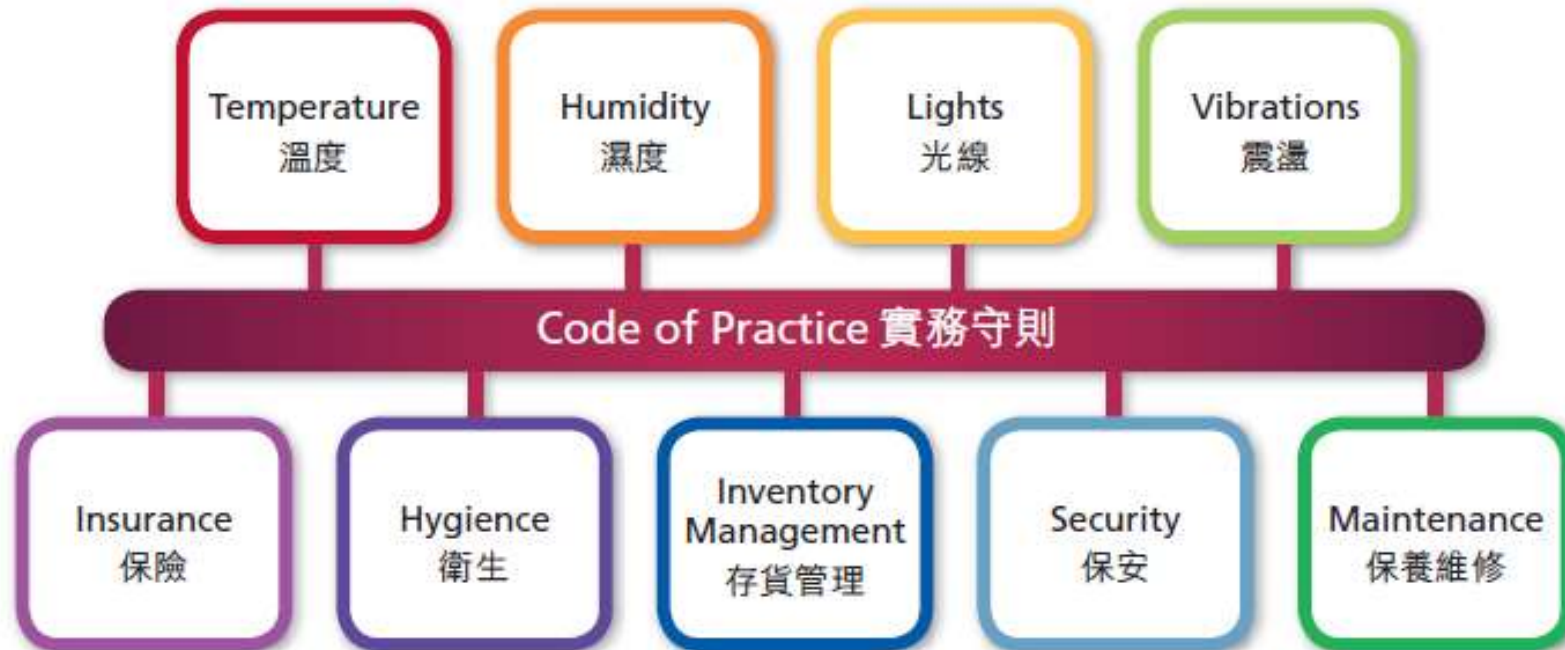 Temperature
溫度
Humidity
濕度
Lights
光線
Vibrations
震盪
Code of Practice 實務守則
Insurance
保險
Hygience
衛生
Inventory
Management
存貨管理
Security
保安
Maintenance
保養維修